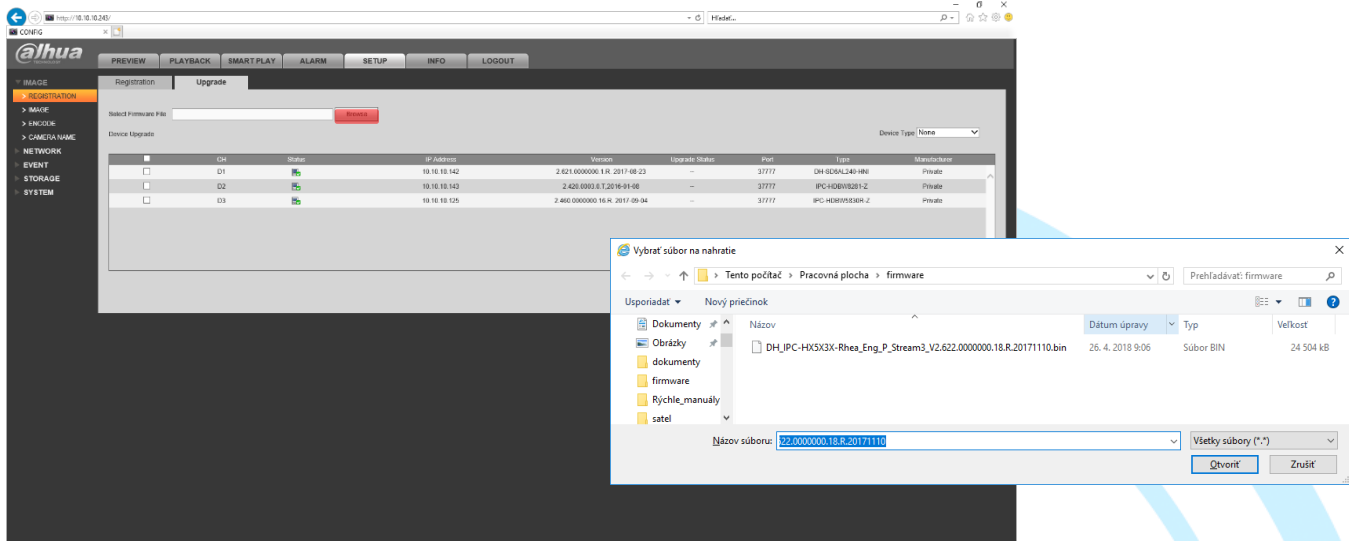 http://10.10.10.243/
Hľadať...
CONFIG
alhua
TECHNOLOGY
PREVIEW PLAYBACK SMART PLAY ALARM SETUP INFO LOGOUT
IMAGE
> REGISTRATION
> IMAGE
> ENCODE
> CAMERA NAME
NETWORK
EVENT
STORAGE
SYSTEM
Registration Upgrade
Select Firmware File Browse
Device Upgrade Device Type None
CH Status IP Address Version Upgrade Status Port Type Manufacturer
D1 10.10.10.142 2.621.0000000.1.R. 2017-08-23 -- 37777 DH-SD6AL240-HNI Private
D2 10.10.10.143 2.420.0003.0.T,2016-01-08 -- 37777 IPC-HDBW8281-Z Private
D3 10.10.10.125 2.460.0000000.16.R. 2017-09-04 -- 37777 IPC-HDBW5830R-Z Private
Vybrať súbor na nahratie
Tento počítač > Pracovná plocha > firmware
Prehľadávať: firmware
Usporiadať Nový priečinok
Dokumenty
Obrázky
dokumenty
firmware
Rýchle_manuály
satel
Názov Dátum úpravy Typ Veľkosť
DH_IPC-HX5X3X-Rhea_Eng_P_Stream3_V2.622.0000000.18.R.20171110.bin 26. 4. 2018 9:06 Súbor BIN 24 504 kB
Názov súboru: 622.0000000.18.R.20171110 Všetky súbory (*.*)
Otvoriť Zrušiť